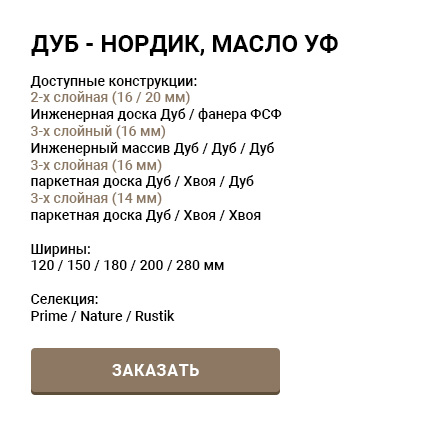 ДУБ - НОРДИК, МАСЛО УФ
Доступные конструкции:
2-х слойная (16 / 20 мм)
Инженерная доска Дуб / фанера ФСФ
3-х слойный (16 мм)
Инженерный массив Дуб / Дуб / Дуб
3-х слойная (16 мм)
паркетная доска Дуб / Хвоя / Дуб
3-х слойная (14 мм)
паркетная доска Дуб / Хвоя / Хвоя
Ширины:
120 / 150 / 180 / 200 / 280 мм
Селекция:
Prime / Nature / Rustik
ЗАКАЗАТЬ